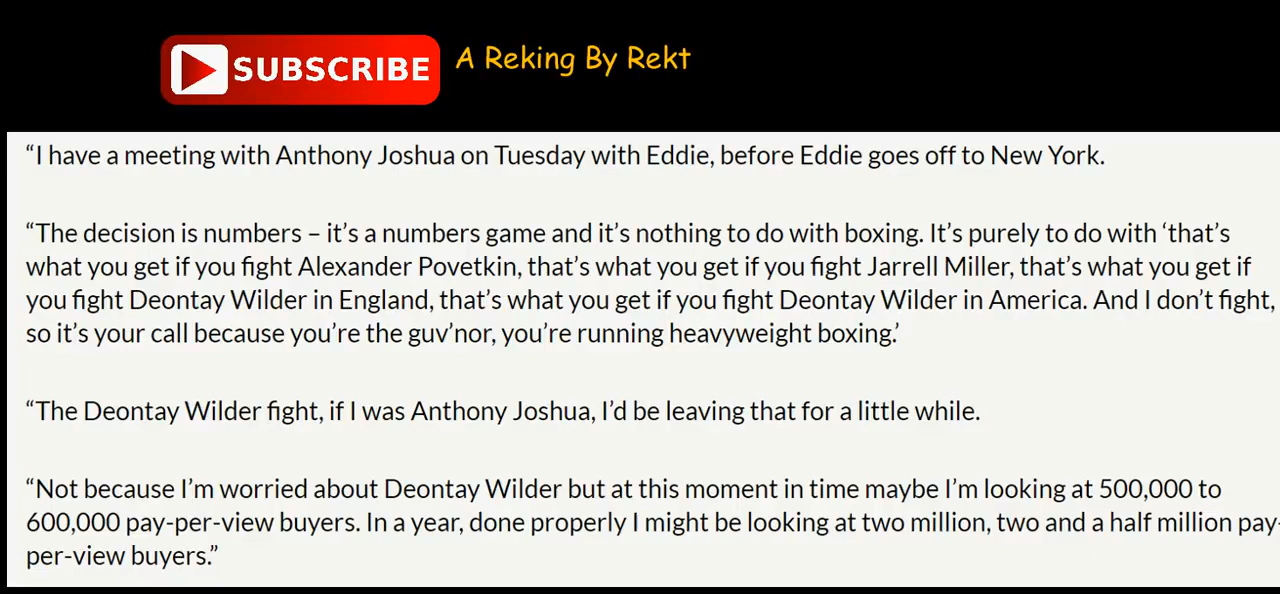 SUBSCRIBE
A Reking By Rekt
“I have a meeting with Anthony Joshua on Tuesday with Eddie, before Eddie goes off to New York.
“The decision is numbers – it’s a numbers game and it’s nothing to do with boxing. It’s purely to do with ‘that’s
what you get if you fight Alexander Povetkin, that’s what you get if you fight Jarrell Miller, that’s what you get if
you fight Deontay Wilder in England, that’s what you get if you fight Deontay Wilder in America. And I don’t fight,
so it’s your call because you’re the guv’nor, you’re running heavyweight boxing.’
“The Deontay Wilder fight, if I was Anthony Joshua, I’d be leaving that for a little while.
“Not because I’m worried about Deontay Wilder but at this moment in time maybe I’m looking at 500,000 to
600,000 pay-per-view buyers. In a year, done properly I might be looking at two million, two and a half million pay-
per-view buyers.”